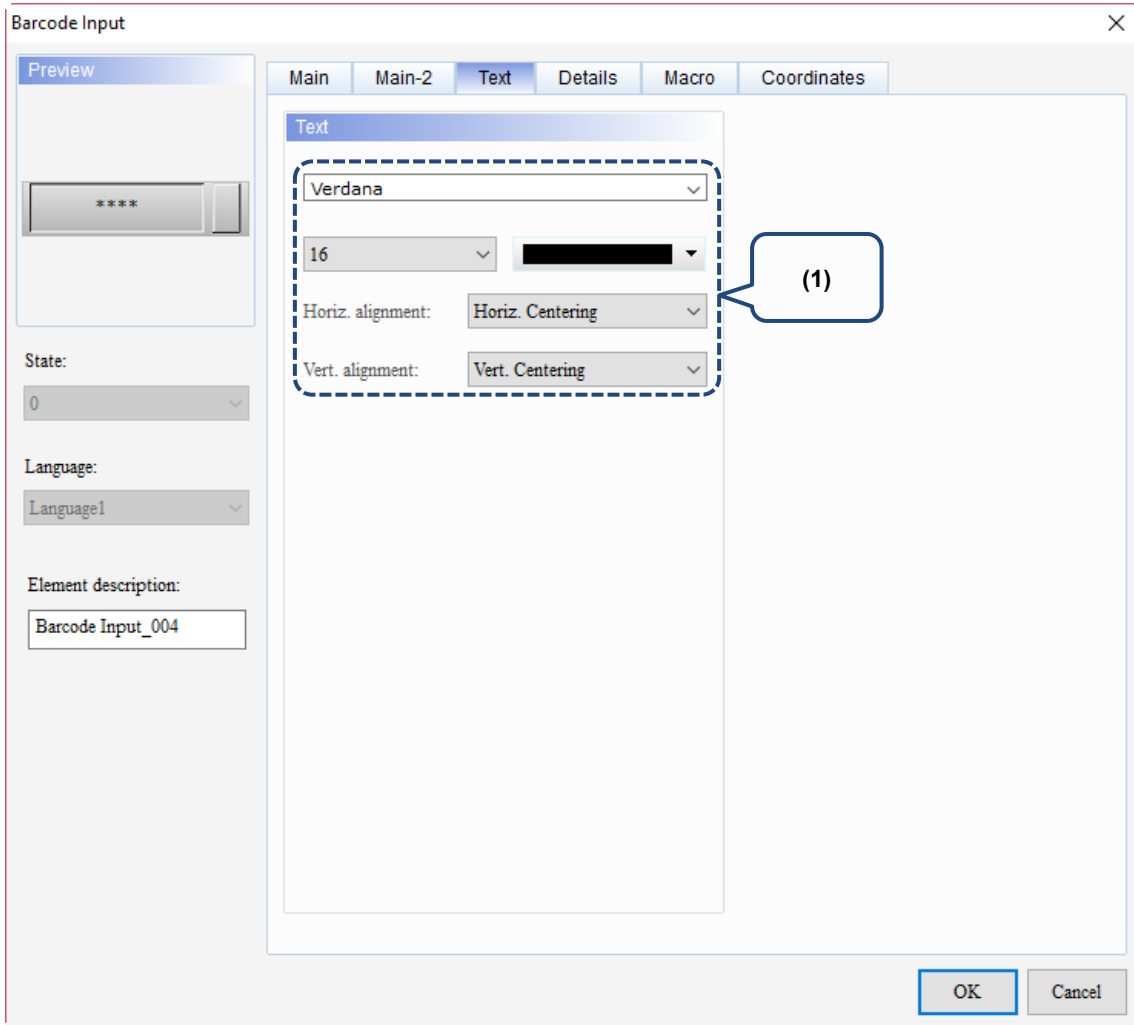 Barcode Input
Preview
****
State:
0
Language:
Language1
Element description:
Barcode Input_004
Main Main-2 Text Details Macro Coordinates
Text
Verdana
16
Horiz. alignment: Horiz. Centering
Vert. alignment: Vert. Centering
(1)
OK Cancel